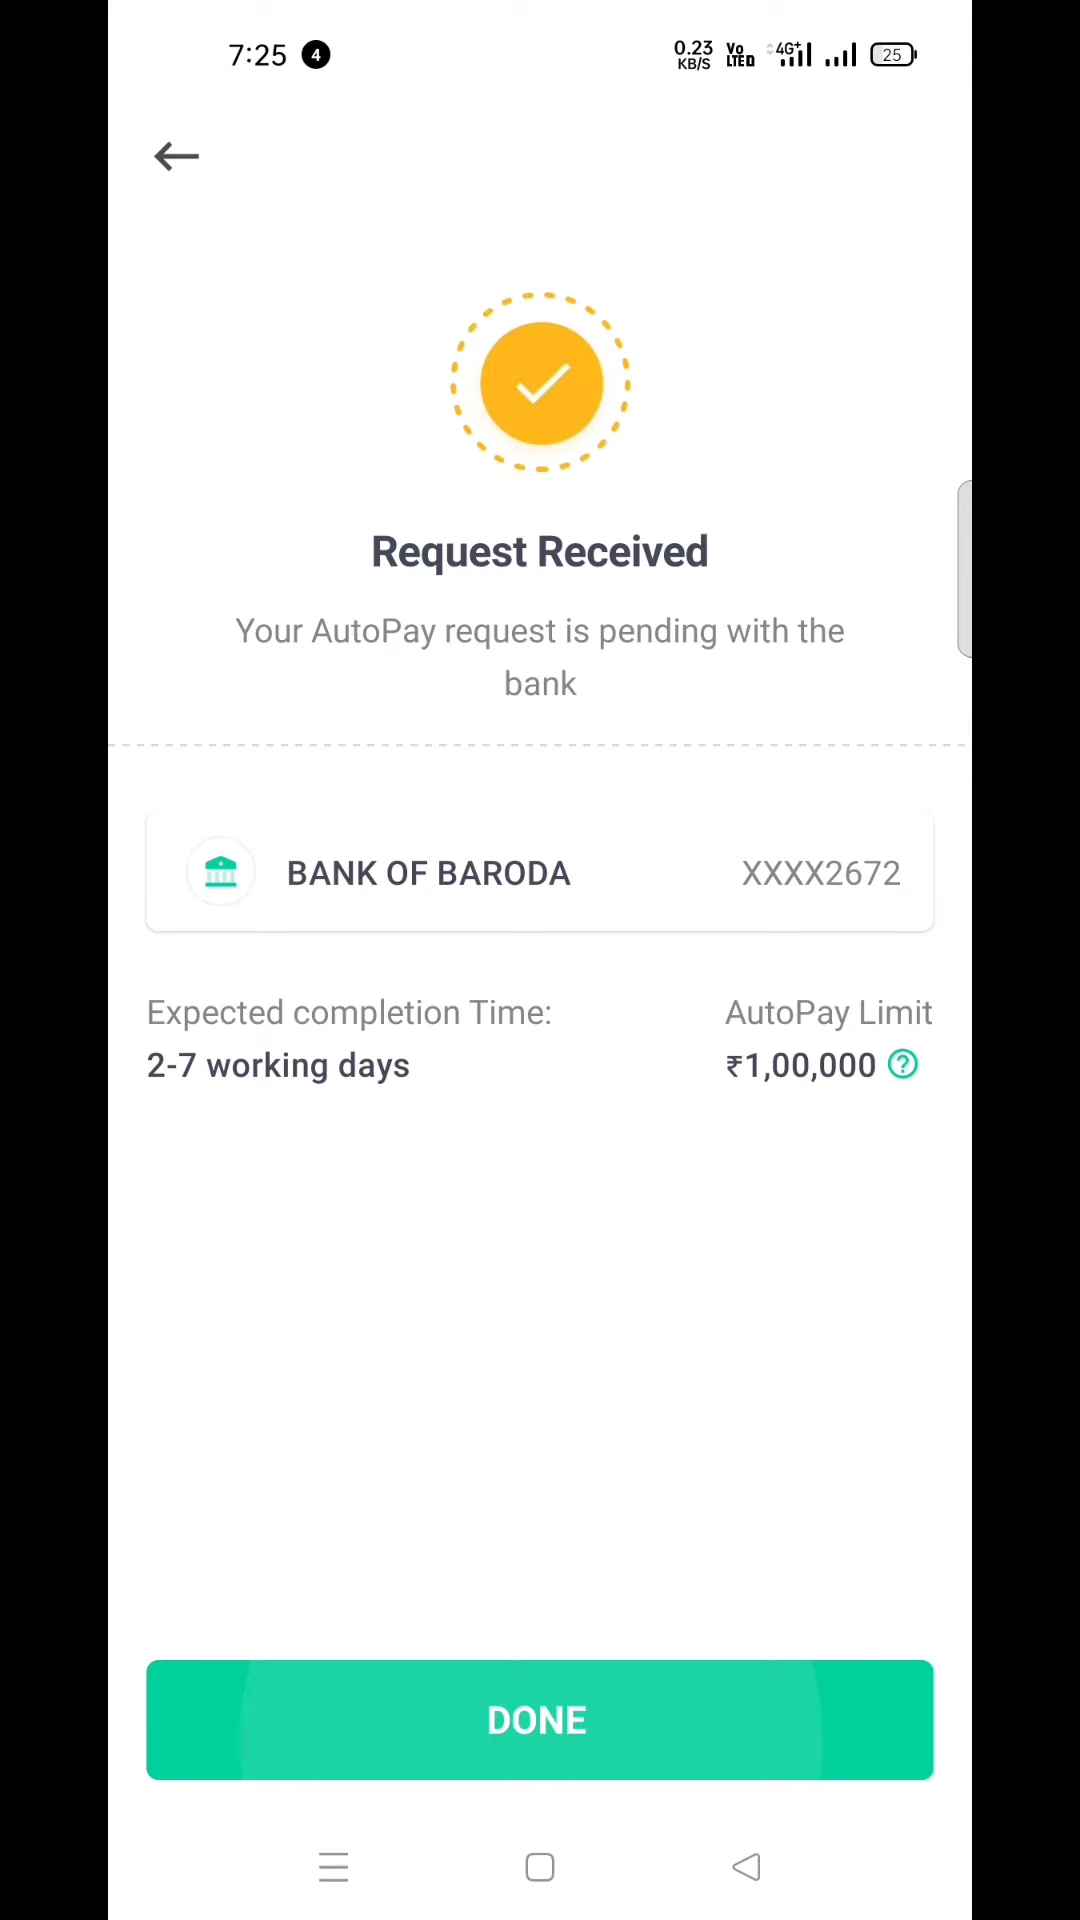 7:25 4 0.23 KB/S Vo LTE D 4G+ 25
Request Received
Your AutoPay request is pending with the
bank
BANK OF BARODA XXXX2672
Expected completion Time: AutoPay Limit
2-7 working days ₹1,00,000 ?
DONE